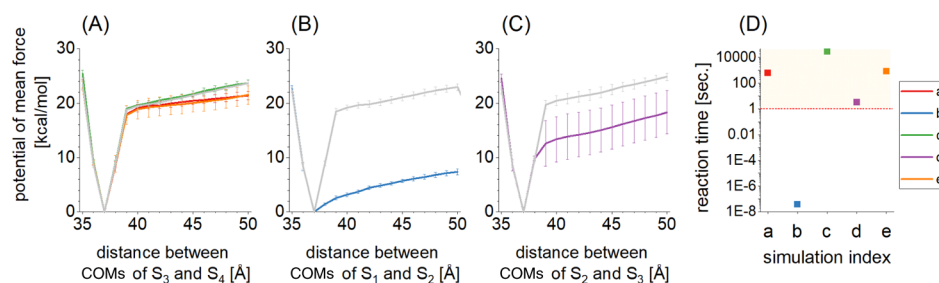 (A)
(B)
(C)
(D)
potential of mean force
[kcal/mol]
30
20
10
0
35
40
45
50
distance between
COMs of S₃ and S₄ [Å]
30
20
10
0
35
40
45
50
distance between
COMs of S₁ and S₂ [Å]
30
20
10
0
35
40
45
50
distance between
COMs of S₂ and S₃ [Å]
reaction time [sec.]
10000
100
1
0.01
1E-4
1E-6
1E-8
a
b
c
d
e
simulation index
a
b
e